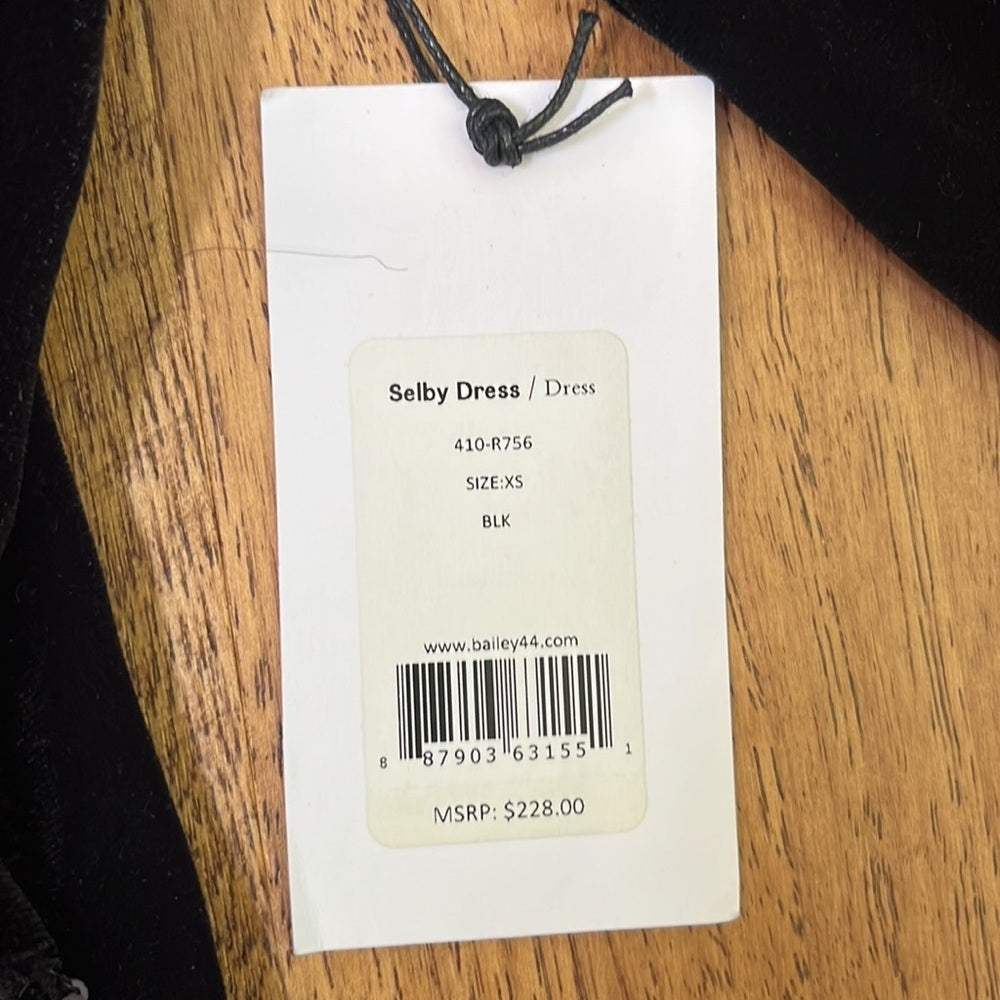 Selby Dress / Dress
410-R756
SIZE:XS
BLK
www.bailey44.com
8 87903 63155 1
MSRP: $228.00